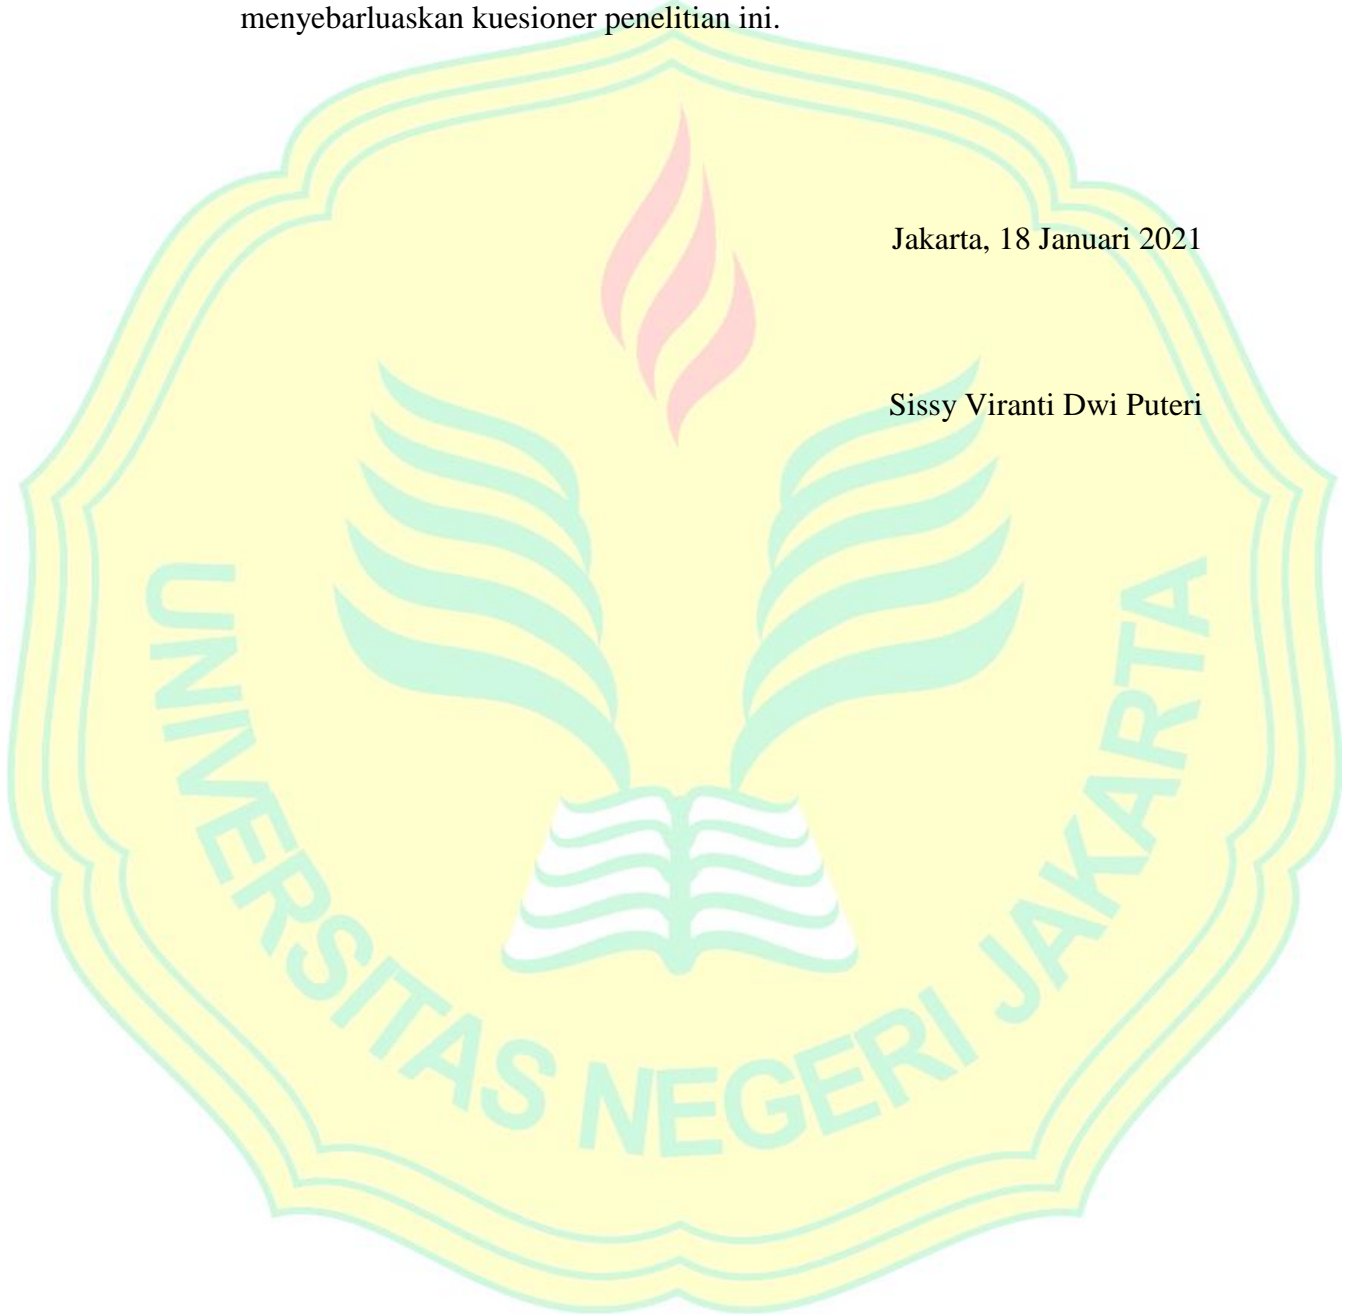 menyebarluaskan kuesioner penelitian ini.
Jakarta, 18 Januari 2021
Sissy Viranti Dwi Puteri
UNIVERSITAS NEGERI JAKARTA